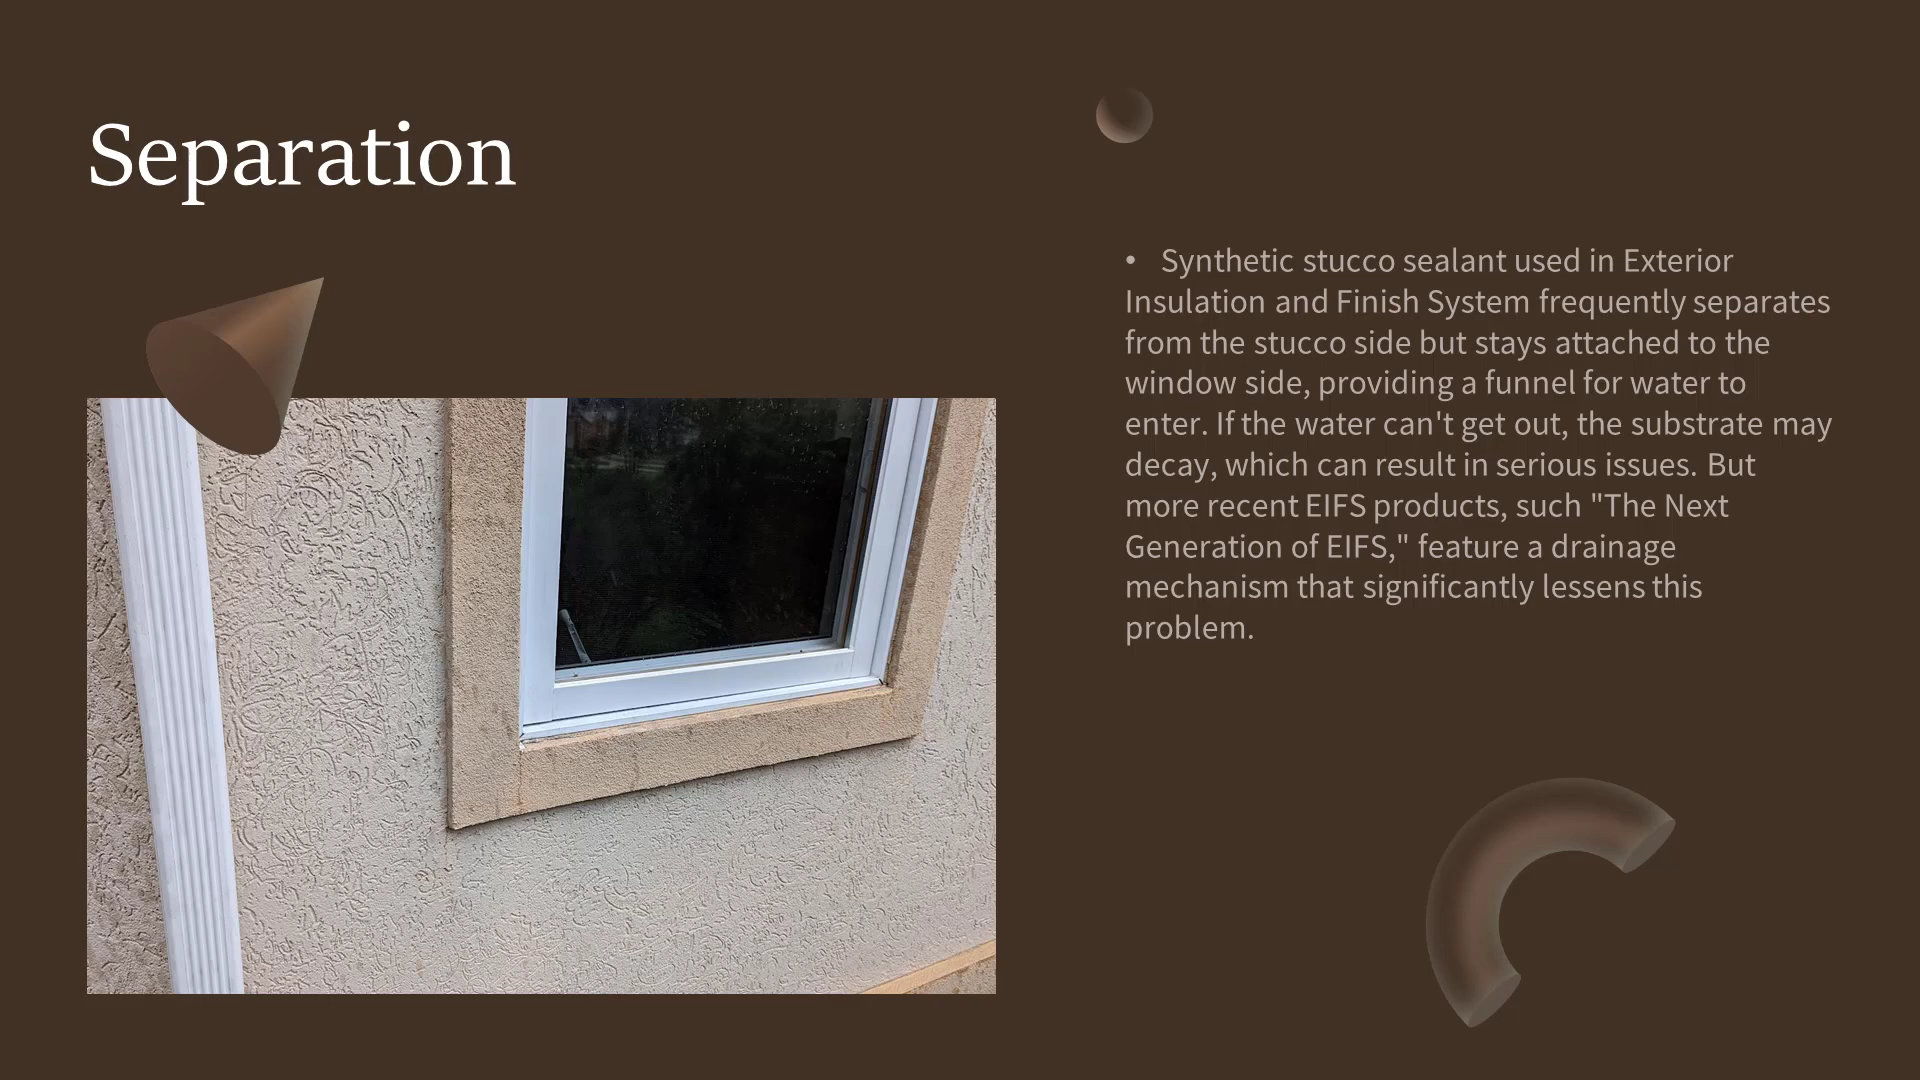 Separation
• Synthetic stucco sealant used in Exterior
Insulation and Finish System frequently separates
from the stucco side but stays attached to the
window side, providing a funnel for water to
enter. If the water can't get out, the substrate may
decay, which can result in serious issues. But
more recent EIFS products, such "The Next
Generation of EIFS," feature a drainage
mechanism that significantly lessens this
problem.